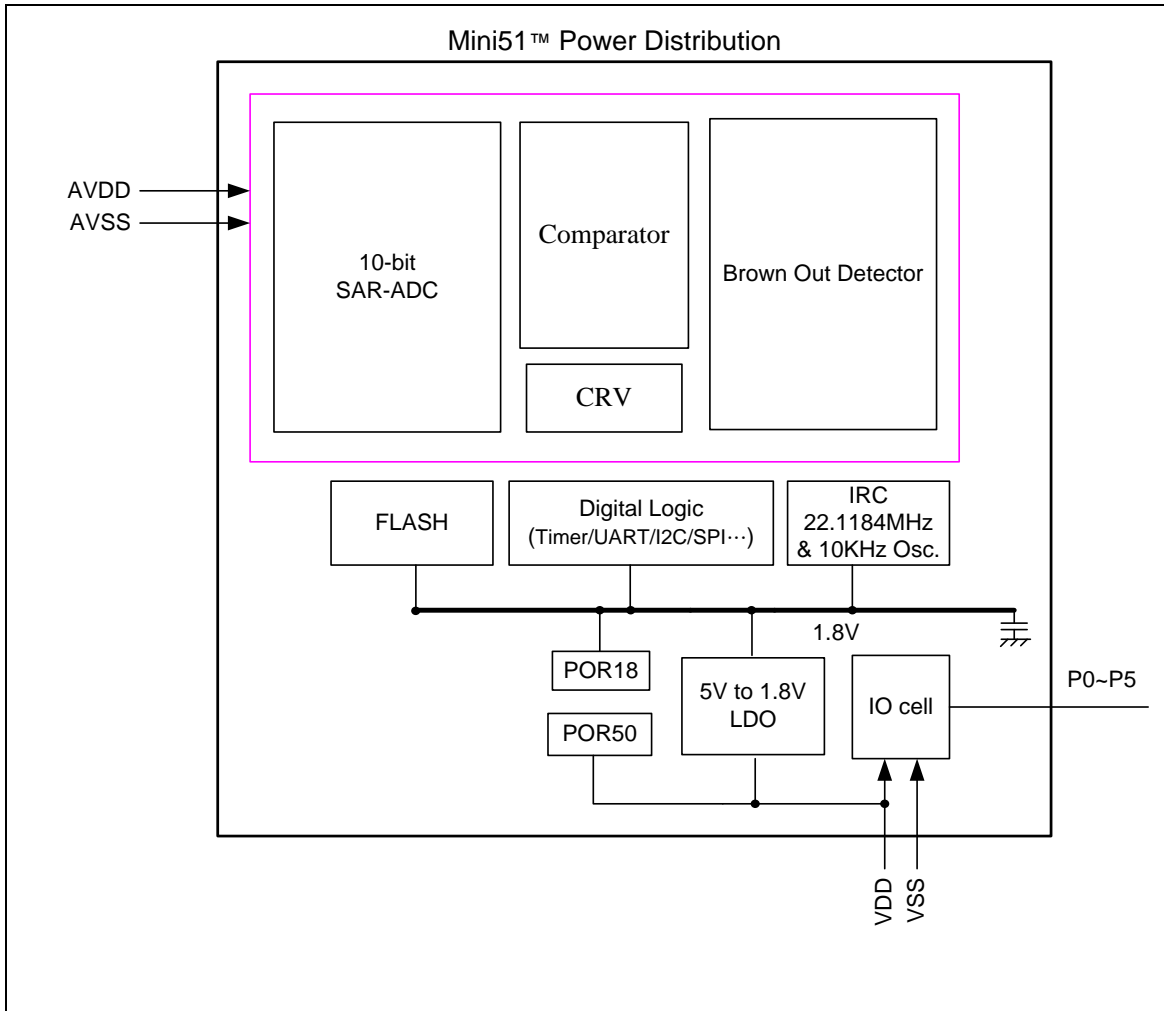 Mini51™ Power Distribution
AVDD
AVSS
10-bit
SAR-ADC
Comparator
CRV
Brown Out Detector
FLASH
Digital Logic
(Timer/UART/I2C/SPI⋯)
IRC
22.1184MHz
& 10KHz Osc.
1.8V
POR18
POR50
5V to 1.8V
LDO
IO cell
P0~P5
VDD
VSS